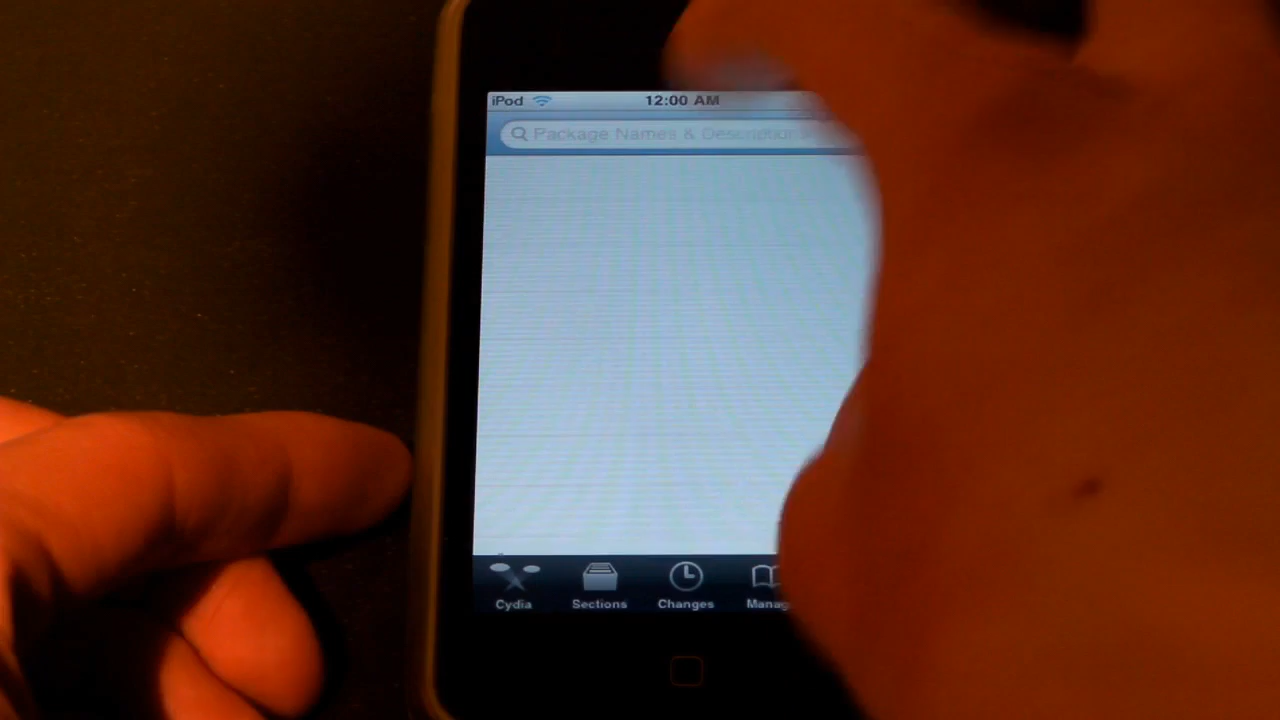 iPod 12:00 AM
Package Names & Description
Cydia Sections Changes Manag